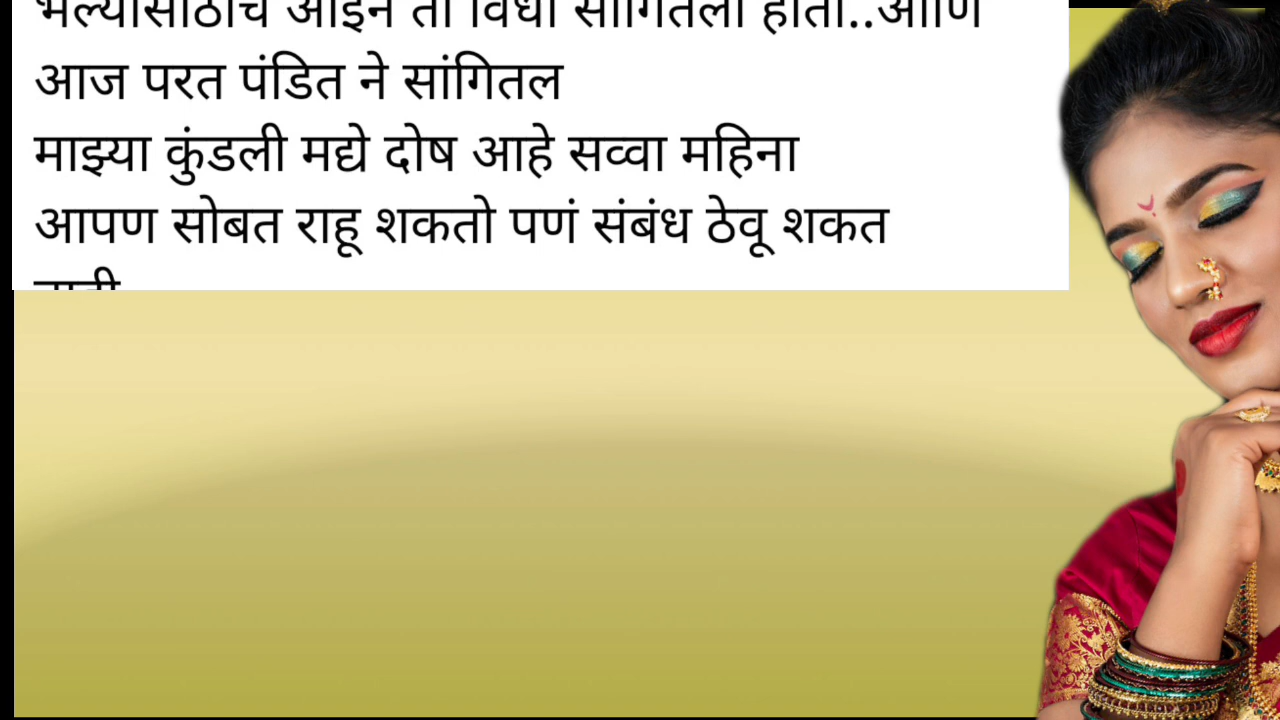 भल्यासाठीच आईने तो विधी सांगितला होता..आणि
आज परत पंडित ने सांगितल
माझ्या कुंडली मद्ये दोष आहे सव्वा महिना
आपण सोबत राहू शकतो पणं संबंध ठेवू शकत